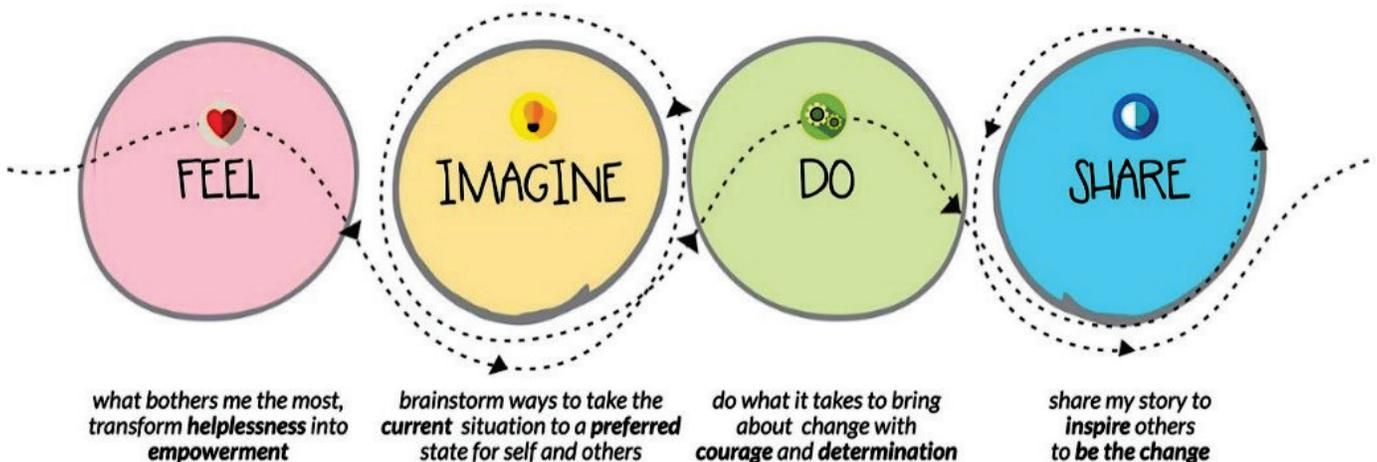 FEEL
IMAGINE
DO
SHARE
what bothers me the most,
transform helplessness into
empowerment
brainstorm ways to take the
current situation to a preferred
state for self and others
do what it takes to bring
about change with
courage and determination
share my story to
inspire others
to be the change